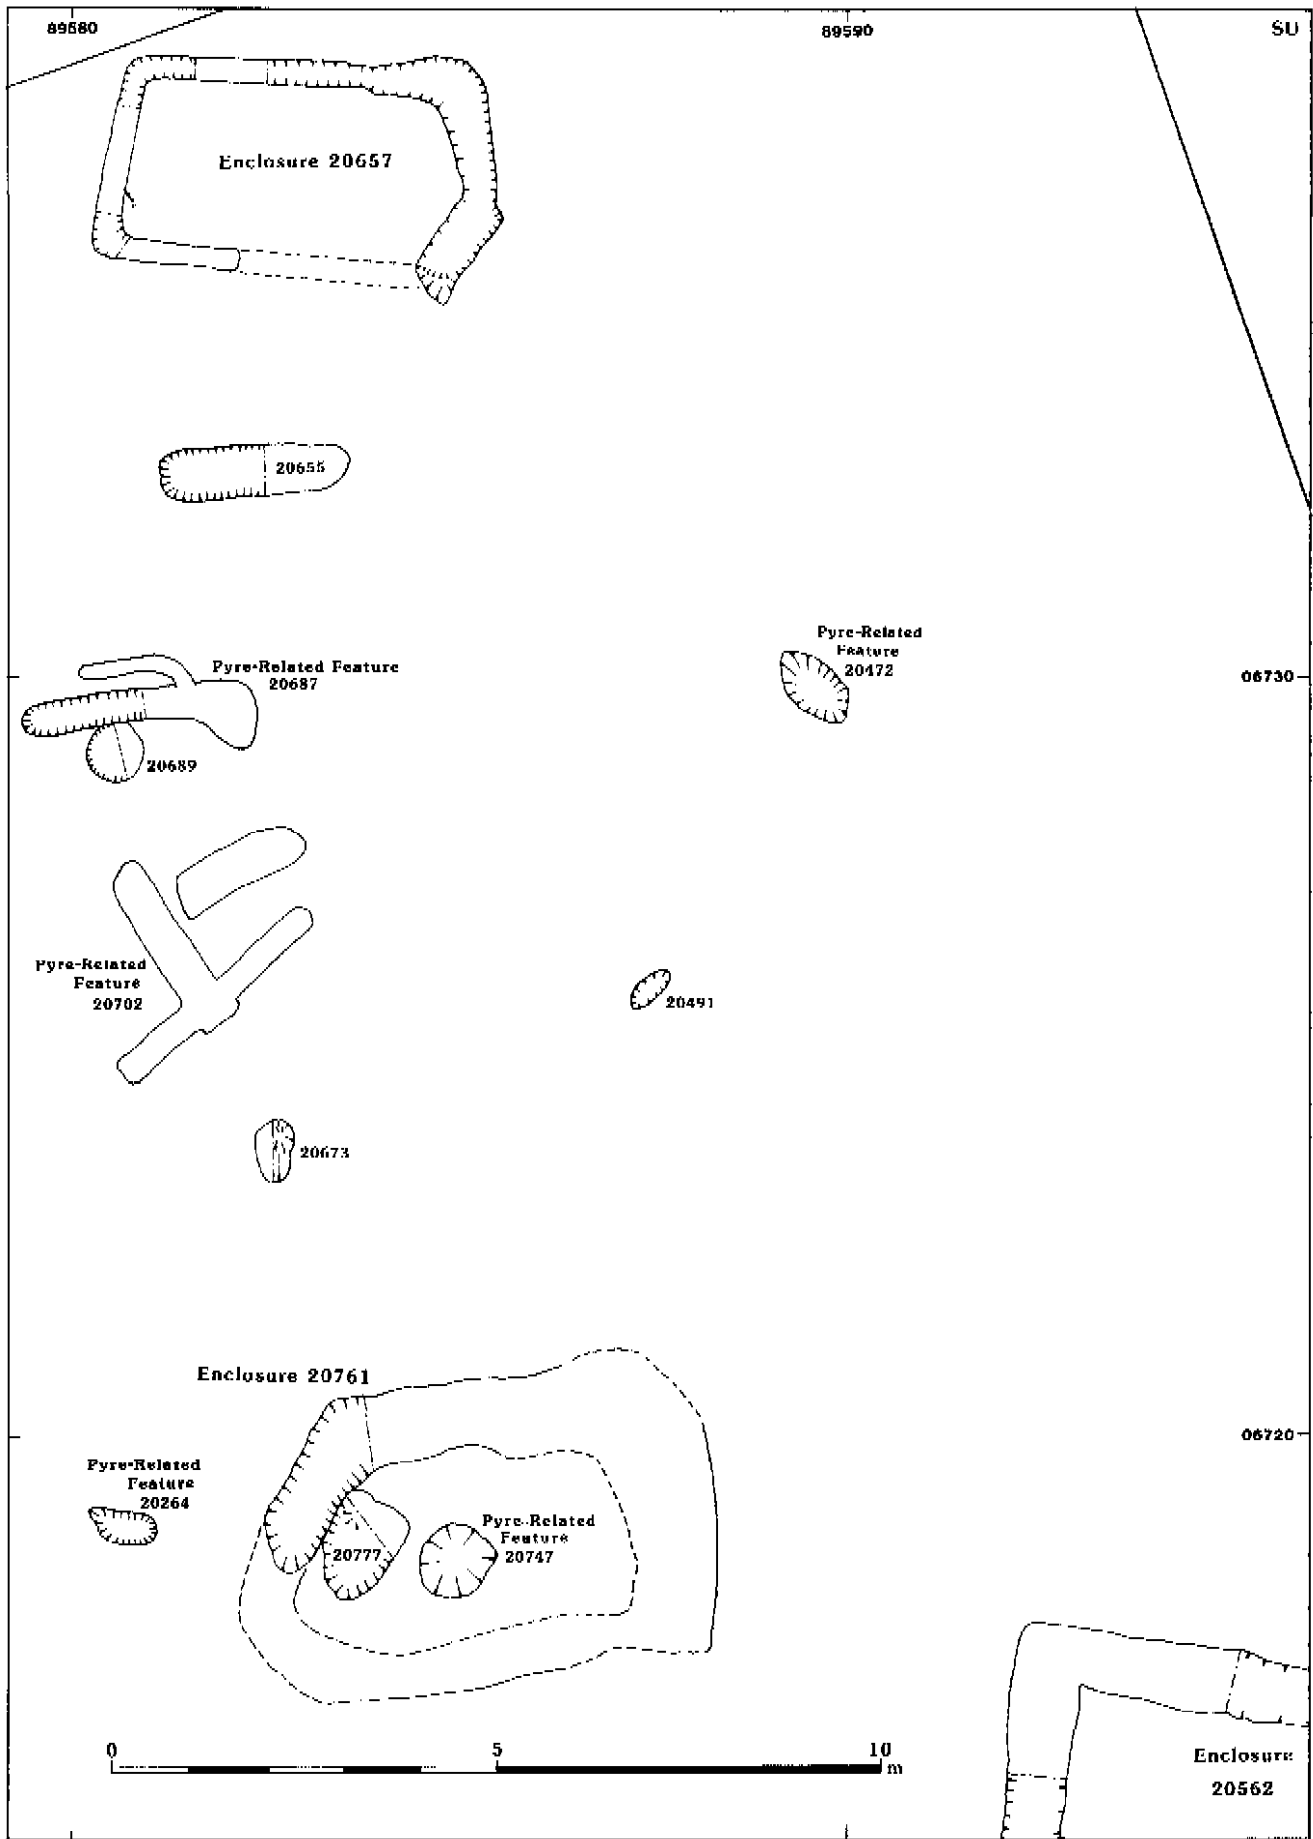 89580
89590
SU
Enclosure 20657
20655
Pyre-Related
Feature
20472
Pyre-Related Feature
20687
06730
20689
Pyre-Related
Feature
20702
20491
20673
Enclosure 20761
06720
Pyre-Related
Feature
20264
Pyre-Related
Feature
20747
20777
0
5
10
m
Enclosure
20562